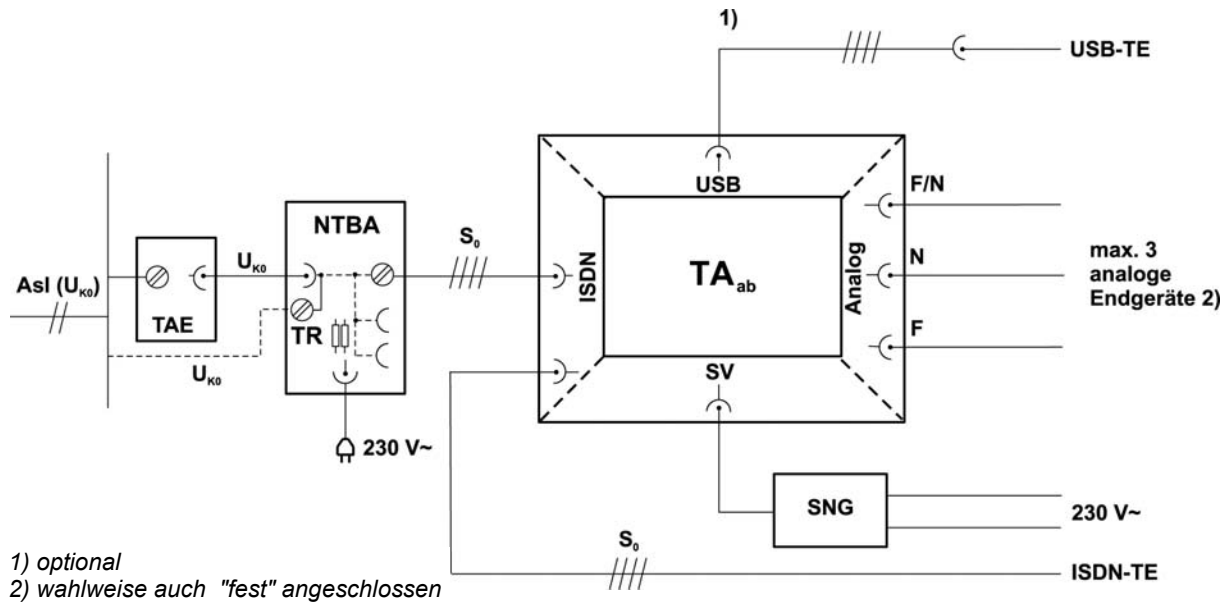 1)
USB-TE
USB
F/N
NTBA
S₀
ISDN
TAab
Analog
N
max. 3
analoge
Endgeräte 2)
UK0
Asl (UK0)
TAE
TR
F
UK0
SV
230 V~
SNG
230 V~
S₀
ISDN-TE
1) optional
2) wahlweise auch "fest" angeschlossen